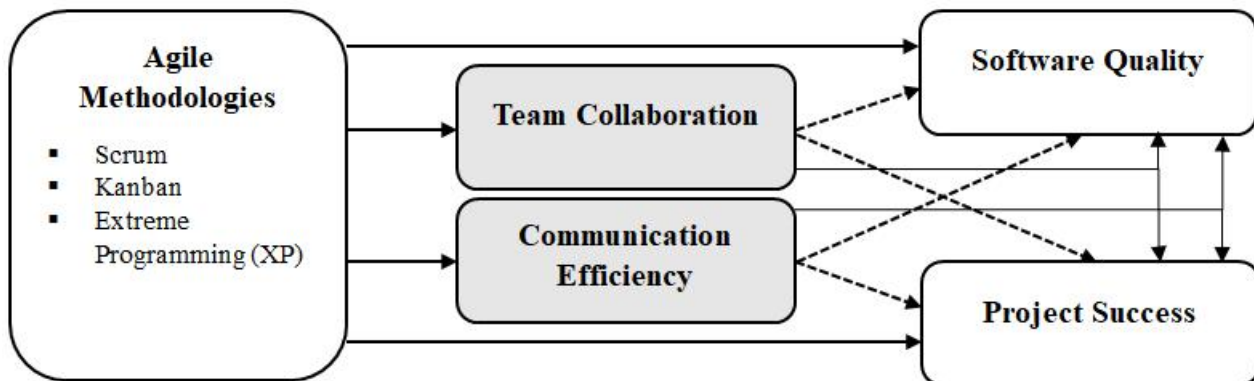 Agile
Methodologies
▪ Scrum
▪ Kanban
▪ Extreme
Programming (XP)
Team Collaboration
Communication
Efficiency
Software Quality
Project Success